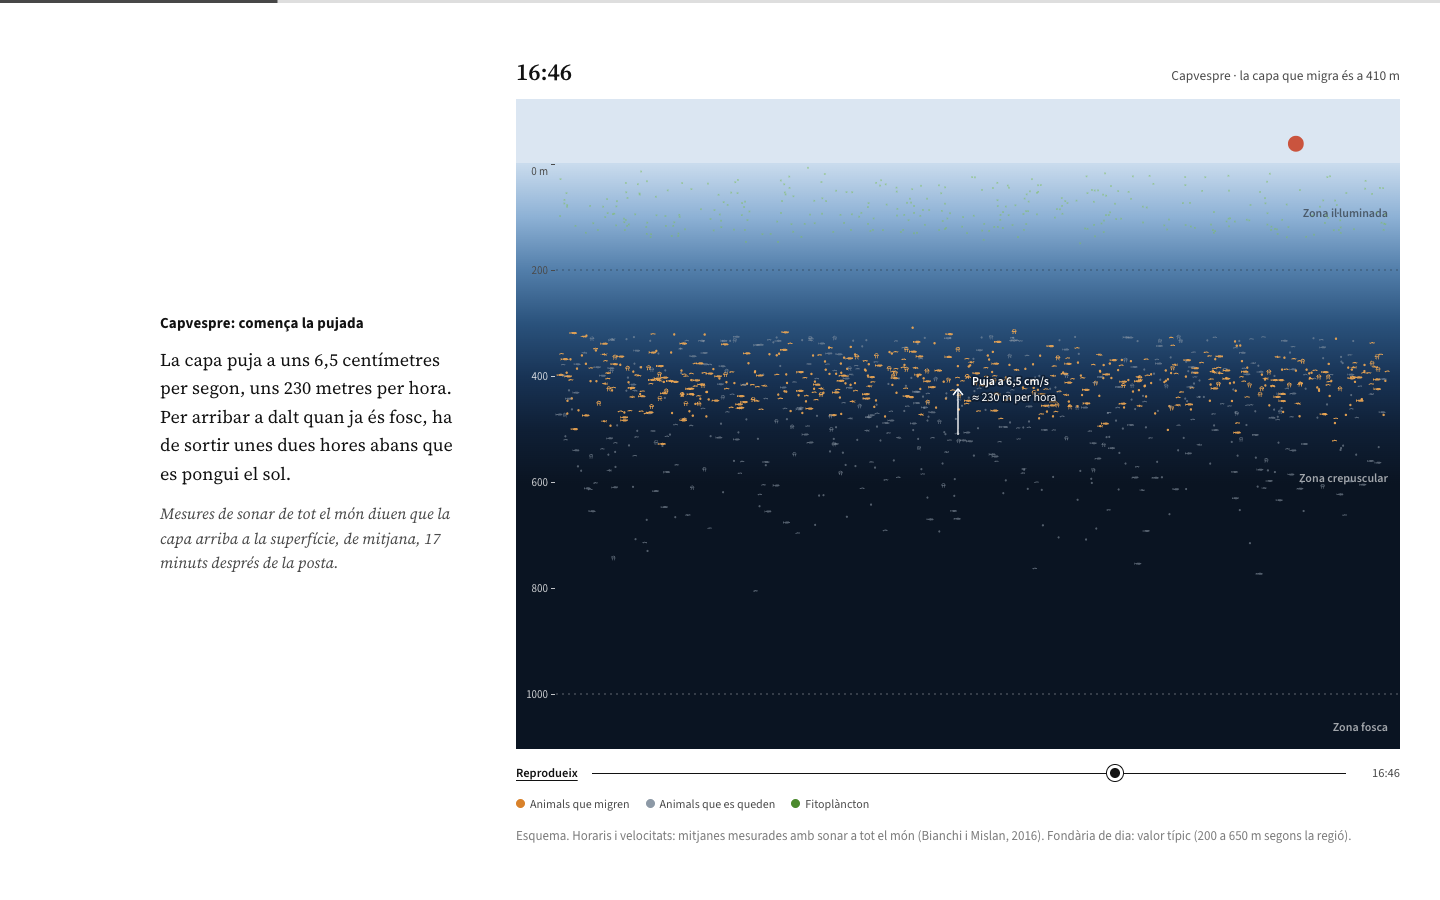 16:46
Capvespre · la capa que migra és a 410 m
0 m
Zona il·luminada
200
Capvespre: comença la pujada
La capa puja a uns 6,5 centímetres
per segon, uns 230 metres per hora.
Per arribar a dalt quan ja és fosc, ha
de sortir unes dues hores abans que
es pongui el sol.
Mesures de sonar de tot el món diuen que la
capa arriba a la superfície, de mitjana, 17
minuts després de la posta.
400
Puja a 6,5 cm/s
≈ 230 m per hora
600
Zona crepuscular
800
1000
Zona fosca
Reprodueix
16:46
Animals que migren
Animals que es queden
Fitoplàncton
Esquema. Horaris i velocitats: mitjanes mesurades amb sonar a tot el món (Bianchi i Mislan, 2016). Fondària de dia: valor típic (200 a 650 m segons la regió).